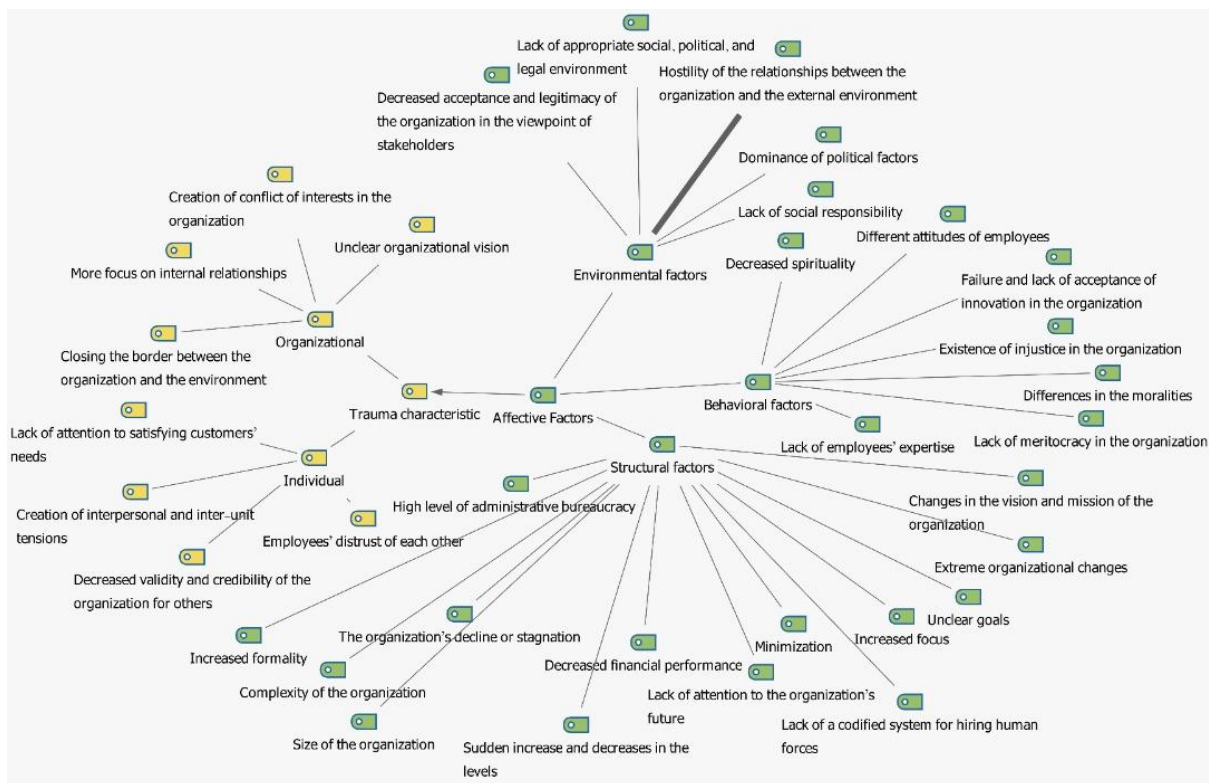 Lack of appropriate social, political, and
legal environment
Hostility of the relationships between the
organization and the external environment
Decreased acceptance and legitimacy of
the organization in the viewpoint of
stakeholders
Dominance of political factors
Creation of conflict of interests in the
organization
Lack of social responsibility
Different attitudes of employees
Unclear organizational vision
More focus on internal relationships
Environmental factors
Decreased spirituality
Failure and lack of acceptance of
innovation in the organization
Organizational
Existence of injustice in the organization
Closing the border between the
organization and the environment
Trauma characteristic
Affective Factors
Behavioral factors
Differences in the moralities
Lack of attention to satisfying customers'
needs
Lack of employees' expertise
Lack of meritocracy in the organization
Structural factors
Individual
High level of administrative bureaucracy
Changes in the vision and mission of the
organization
Creation of interpersonal and inter-unit
tensions
Employees' distrust of each other
Extreme organizational changes
Decreased validity and credibility of the
organization for others
Unclear goals
The organization's decline or stagnation
Increased focus
Minimization
Increased formality
Decreased financial performance
Complexity of the organization
Lack of attention to the organization's
future
Lack of a codified system for hiring human
forces
Size of the organization
Sudden increase and decreases in the
levels